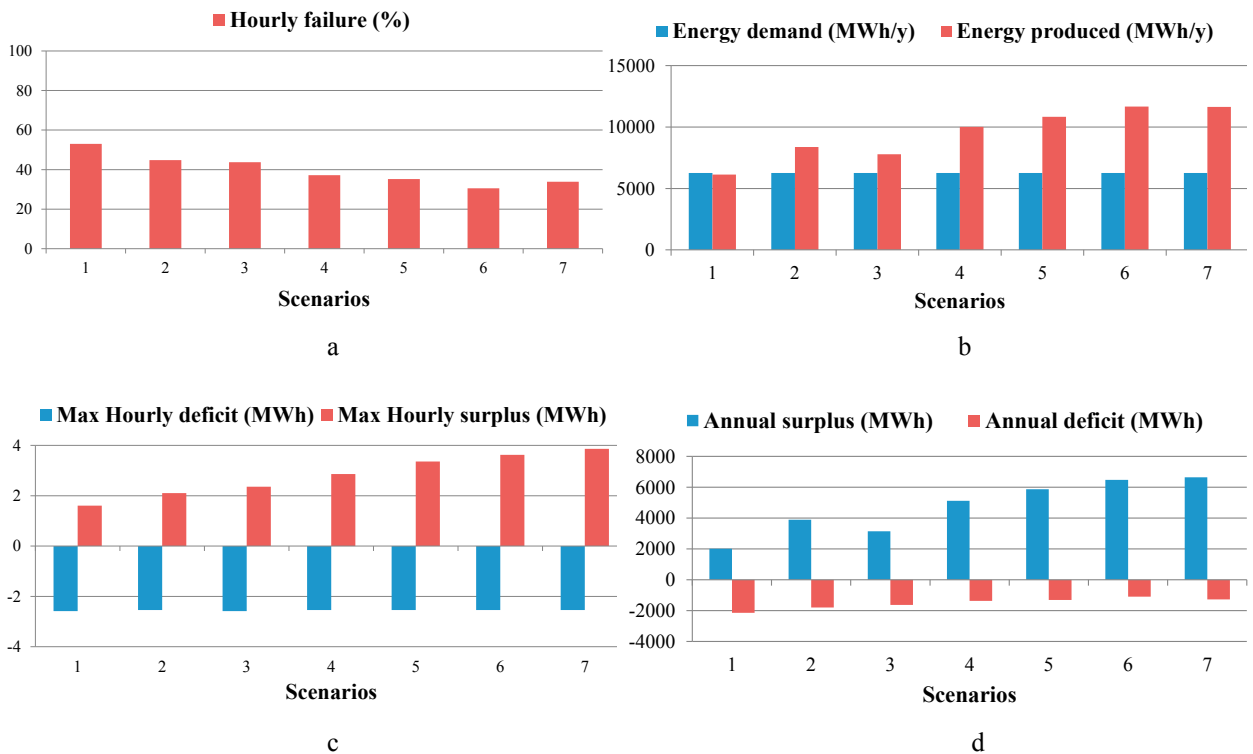 Hourly failure (%)
100
80
60
40
20
0
1 2 3 4 5 6 7
Scenarios
a
Energy demand (MWh/y) Energy produced (MWh/y)
15000
10000
5000
0
1 2 3 4 5 6 7
Scenarios
b
Max Hourly deficit (MWh) Max Hourly surplus (MWh)
4
2
0
-2
-4
1 2 3 4 5 6 7
Scenarios
c
Annual surplus (MWh) Annual deficit (MWh)
8000
6000
4000
2000
0
-2000
-4000
1 2 3 4 5 6 7
Scenarios
d